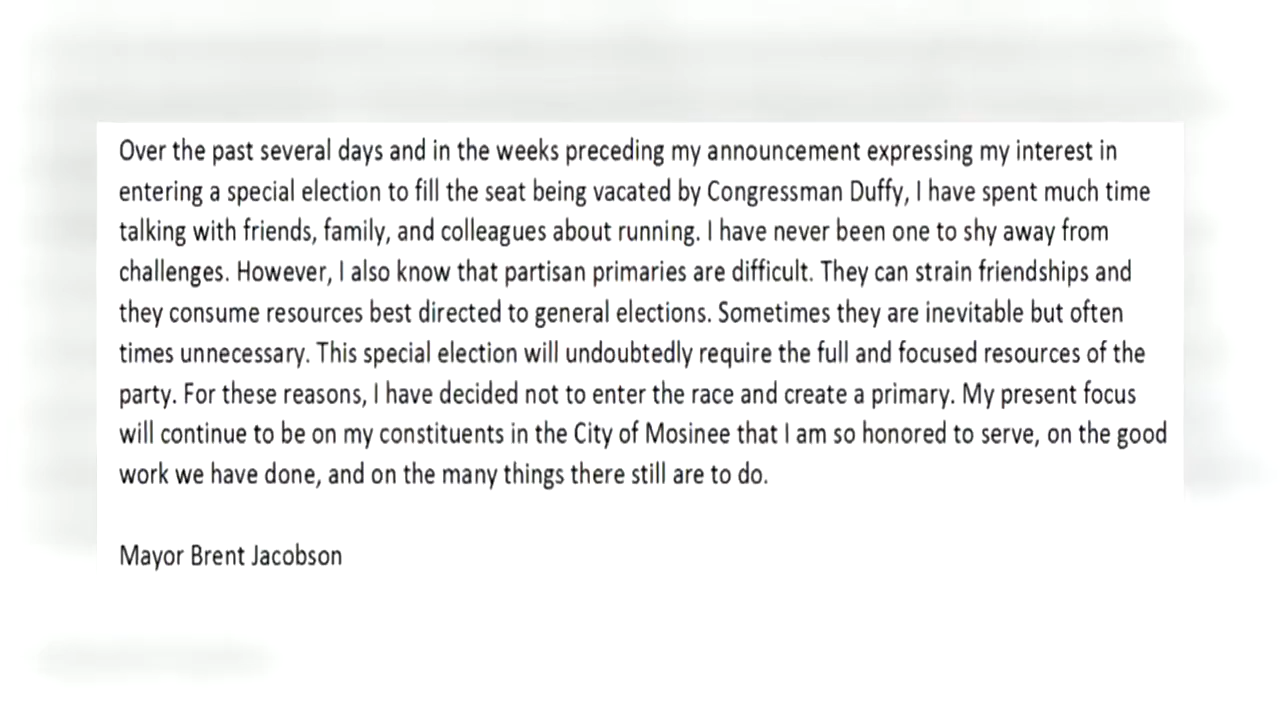 Over the past several days and in the weeks preceding my announcement expressing my interest in
entering a special election to fill the seat being vacated by Congressman Duffy, I have spent much time
talking with friends, family, and colleagues about running. I have never been one to shy away from
challenges. However, I also know that partisan primaries are difficult. They can strain friendships and
they consume resources best directed to general elections. Sometimes they are inevitable but often
times unnecessary. This special election will undoubtedly require the full and focused resources of the
party. For these reasons, I have decided not to enter the race and create a primary. My present focus
will continue to be on my constituents in the City of Mosinee that I am so honored to serve, on the good
work we have done, and on the many things there still are to do.
Mayor Brent Jacobson